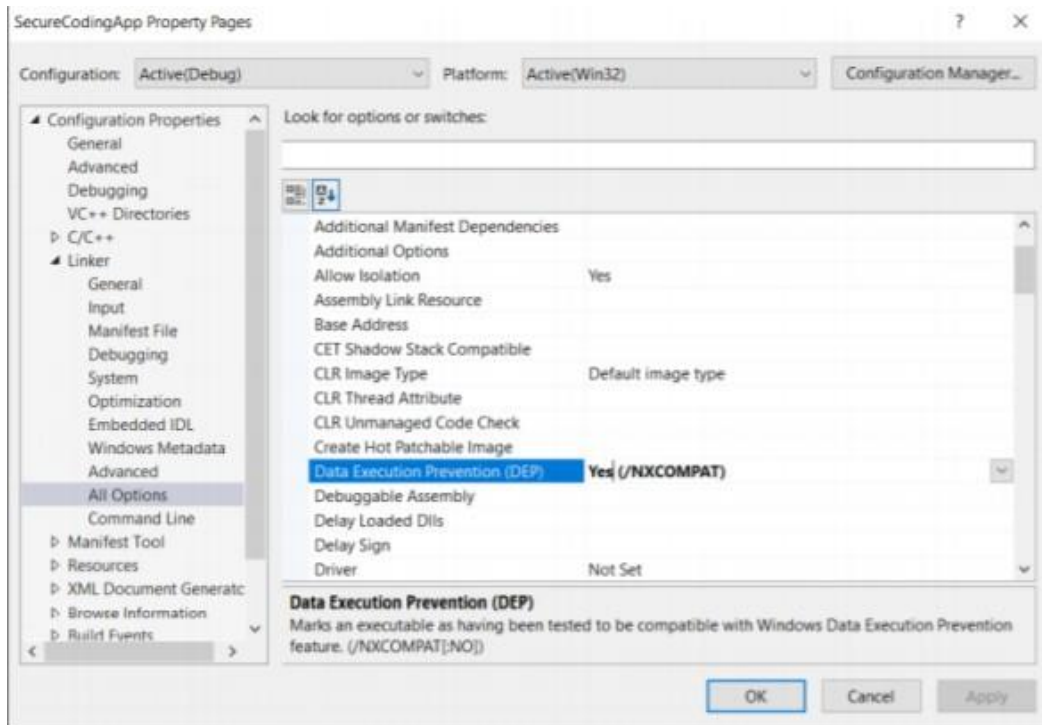 SecureCodingApp Property Pages
? ×
Configuration: Active(Debug) Platform: Active(Win32) Configuration Manager...
Configuration Properties
General
Advanced
Debugging
VC++ Directories
C/C++
Linker
General
Input
Manifest File
Debugging
System
Optimization
Embedded IDL
Windows Metadata
Advanced
All Options
Command Line
Manifest Tool
Resources
XML Document Generatc
Browse Information
Build Events
Look for options or switches:
Additional Manifest Dependencies
Additional Options
Allow Isolation Yes
Assembly Link Resource
Base Address
CET Shadow Stack Compatible
CLR Image Type Default image type
CLR Thread Attribute
CLR Unmanaged Code Check
Create Hot Patchable Image
Data Execution Prevention (DEP) Yes (/NXCOMPAT)
Debuggable Assembly
Delay Loaded Dlls
Delay Sign
Driver Not Set
Data Execution Prevention (DEP)
Marks an executable as having been tested to be compatible with Windows Data Execution Prevention
feature. (/NXCOMPAT[:NO])
OK Cancel Apply